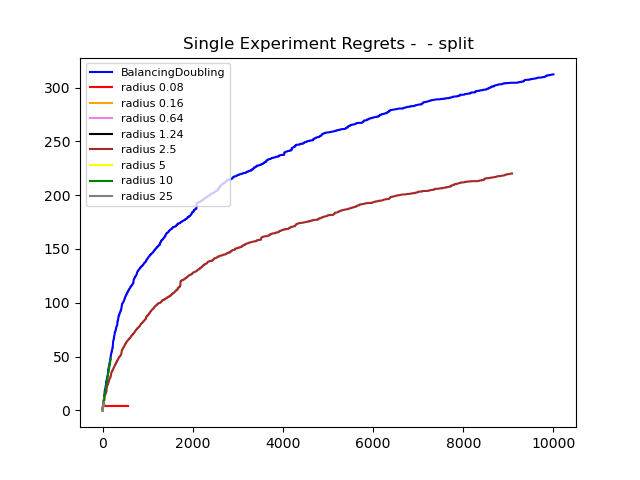 Single Experiment Regrets -  - split
BalancingDoubling
radius 0.08
radius 0.16
radius 0.64
radius 1.24
radius 2.5
radius 5
radius 10
radius 25
300
250
200
150
100
50
0
0 2000 4000 6000 8000 10000